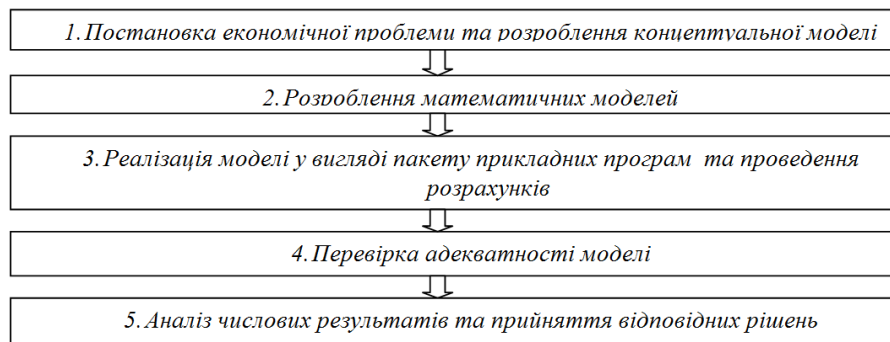 1. Постановка економічної проблеми та розроблення концептуальної моделі
2. Розроблення математичних моделей
3. Реалізація моделі у вигляді пакету прикладних програм та проведення
розрахунків
4. Перевірка адекватності моделі
5. Аналіз числових результатів та прийняття відповідних рішень